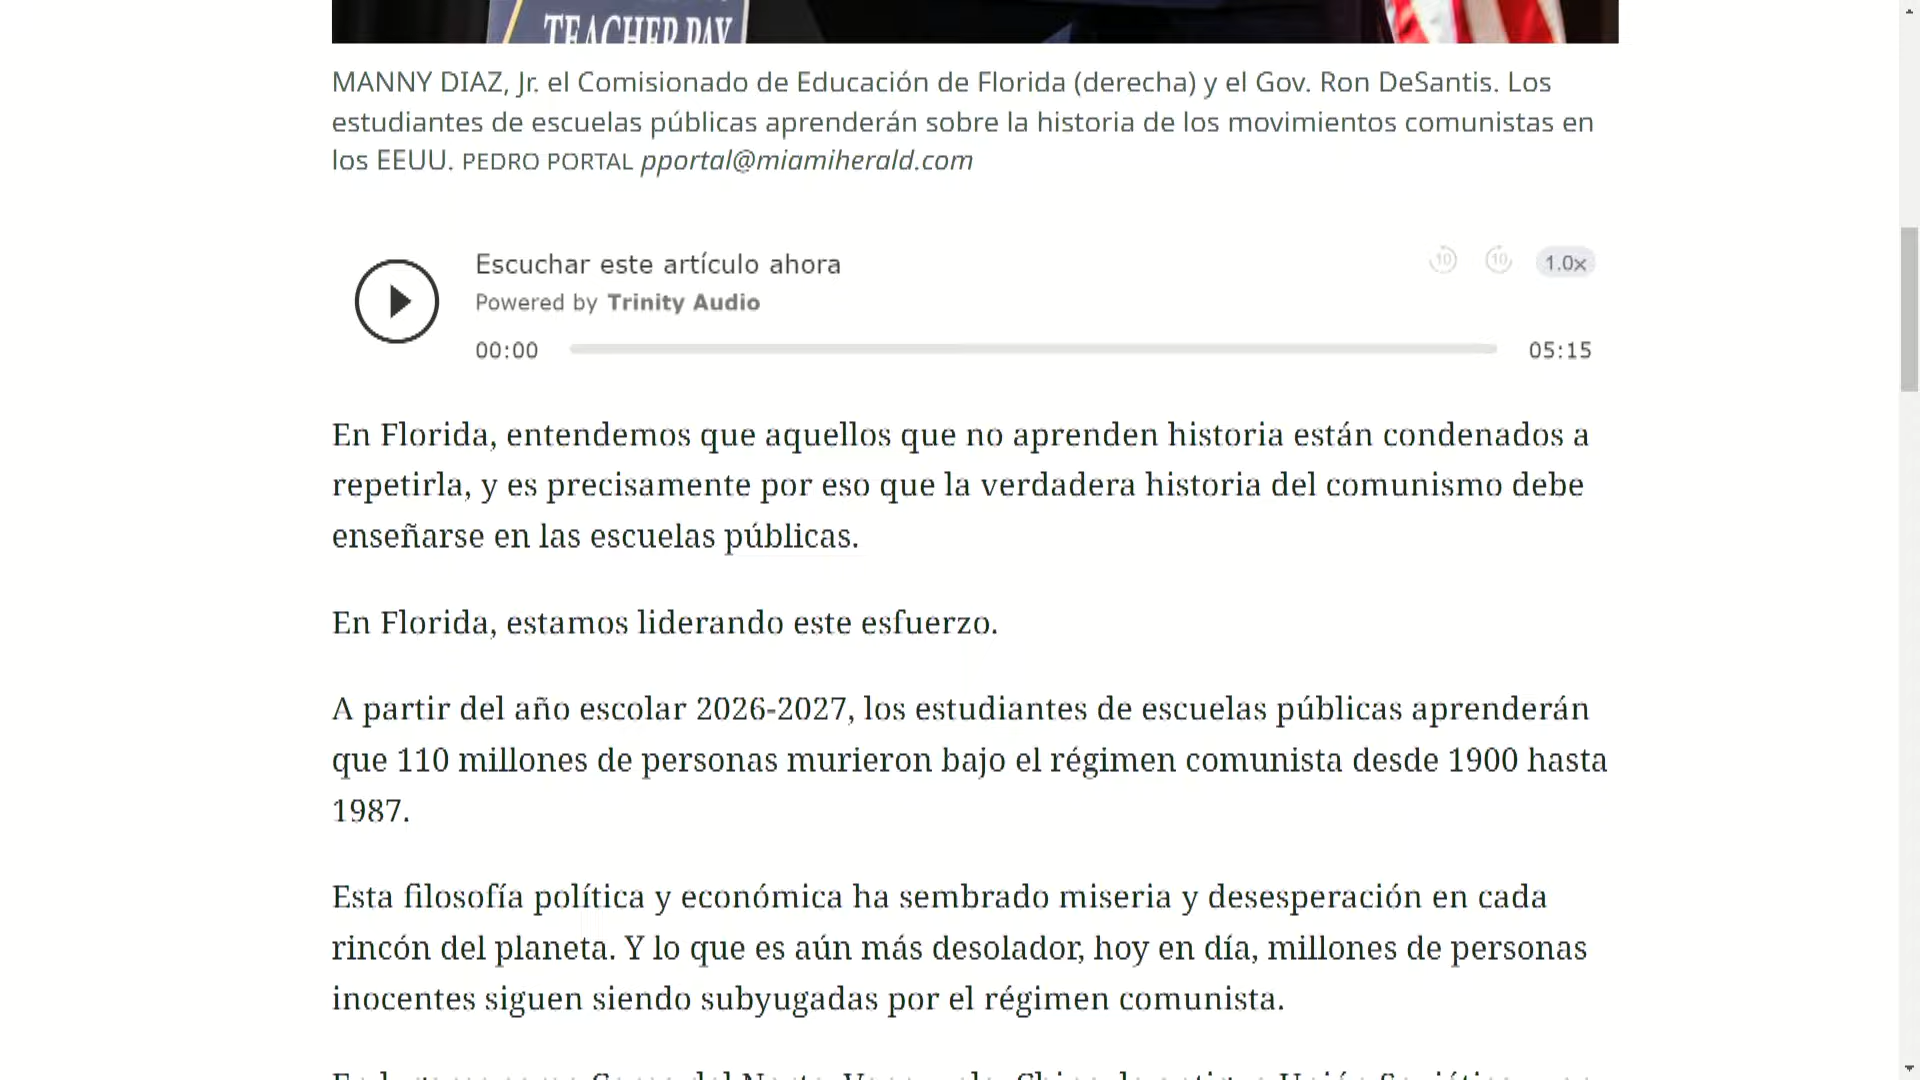 TEACHER PAY
MANNY DIAZ, Jr. el Comisionado de Educación de Florida (derecha) y el Gov. Ron DeSantis. Los
estudiantes de escuelas públicas aprenderán sobre la historia de los movimientos comunistas en
los EEUU. PEDRO PORTAL pportal@miamiherald.com
Escuchar este artículo ahora
10 10 1.0x
Powered by Trinity Audio
00:00 05:15
En Florida, entendemos que aquellos que no aprenden historia están condenados a
repetirla, y es precisamente por eso que la verdadera historia del comunismo debe
enseñarse en las escuelas públicas.
En Florida, estamos liderando este esfuerzo.
A partir del año escolar 2026-2027, los estudiantes de escuelas públicas aprenderán
que 110 millones de personas murieron bajo el régimen comunista desde 1900 hasta
1987.
Esta filosofía política y económica ha sembrado miseria y desesperación en cada
rincón del planeta. Y lo que es aún más desolador, hoy en día, millones de personas
inocentes siguen siendo subyugadas por el régimen comunista.